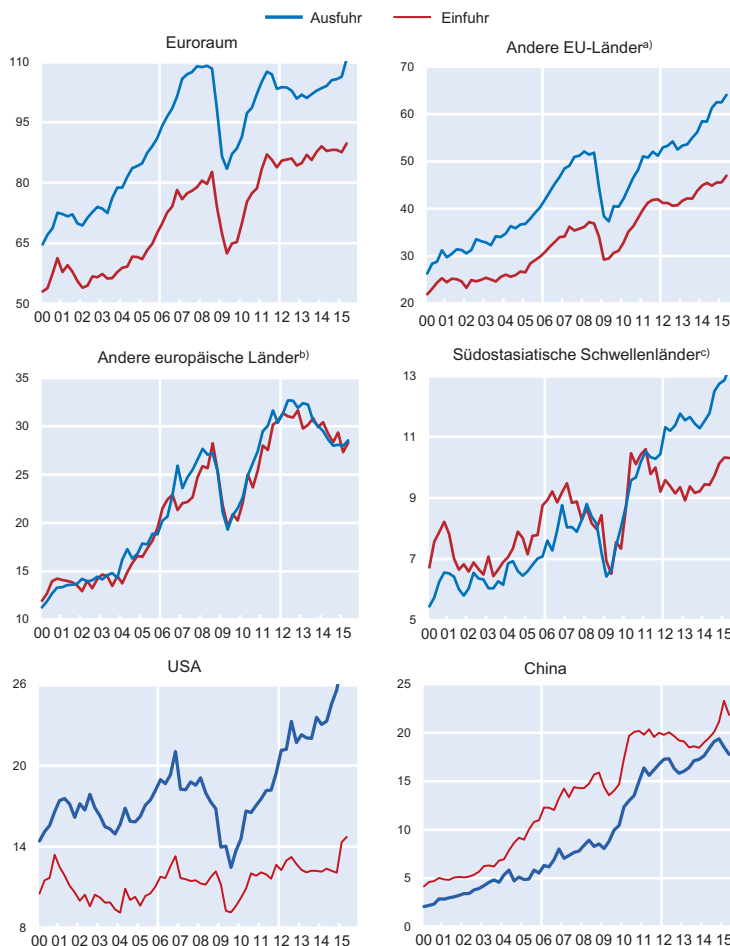 Ausfuhr Einfuhr
Euroraum
110
95
80
65
50
00 01 02 03 04 05 06 07 08 09 10 11 12 13 14 15
Andere EU-Länder a)
70
60
50
40
30
20
00 01 02 03 04 05 06 07 08 09 10 11 12 13 14 15
Andere europäische Länder b)
35
30
25
20
15
10
00 01 02 03 04 05 06 07 08 09 10 11 12 13 14 15
Südostasiatische Schwellenländer c)
13
11
9
7
5
00 01 02 03 04 05 06 07 08 09 10 11 12 13 14 15
USA
26
20
14
8
00 01 02 03 04 05 06 07 08 09 10 11 12 13 14 15
China
25
20
15
10
5
0
00 01 02 03 04 05 06 07 08 09 10 11 12 13 14 15